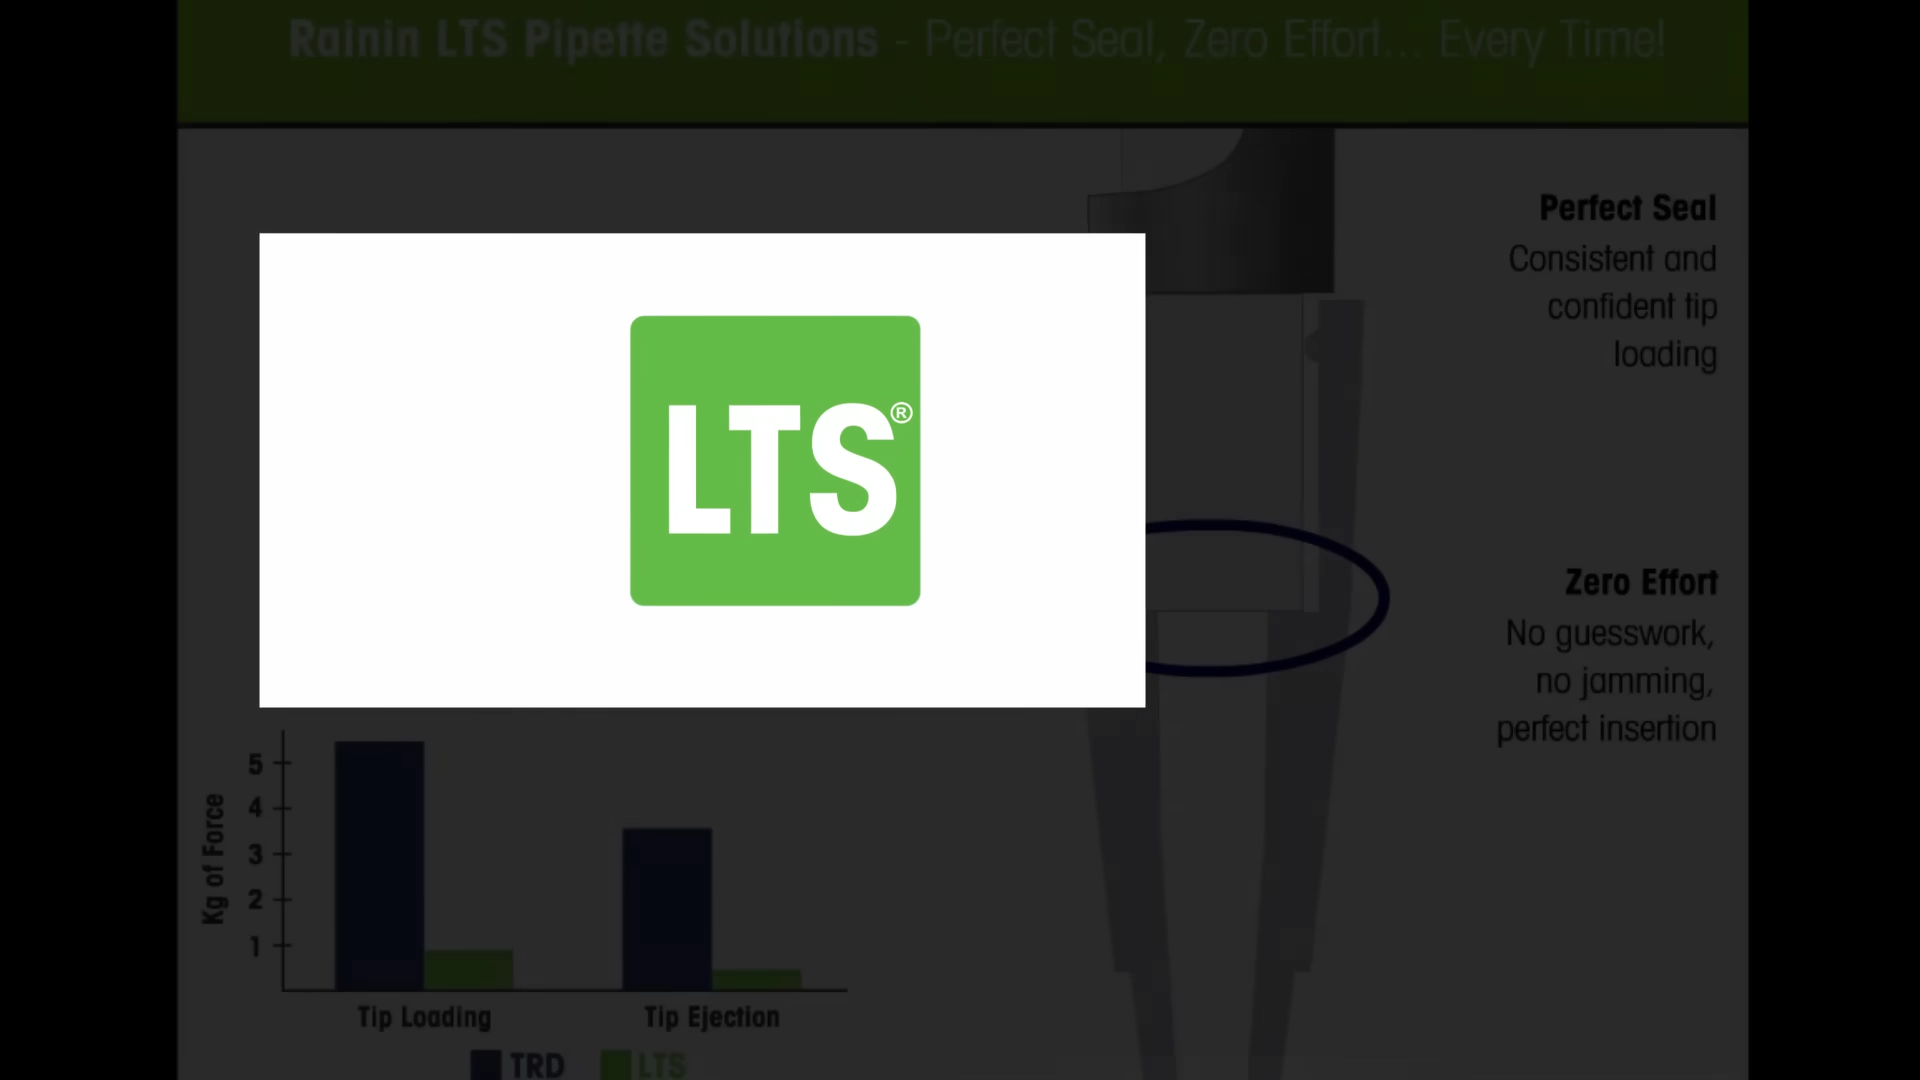 Rainin LTS Pipette Solutions - Perfect Seal, Zero Effort... Every Time!
LTS®
Perfect Seal
Consistent and
confident tip
loading
Zero Effort
No guesswork,
no jamming,
perfect insertion
Kg of Force
5
4
3
2
1
Tip Loading
Tip Ejection
TRD
LTS